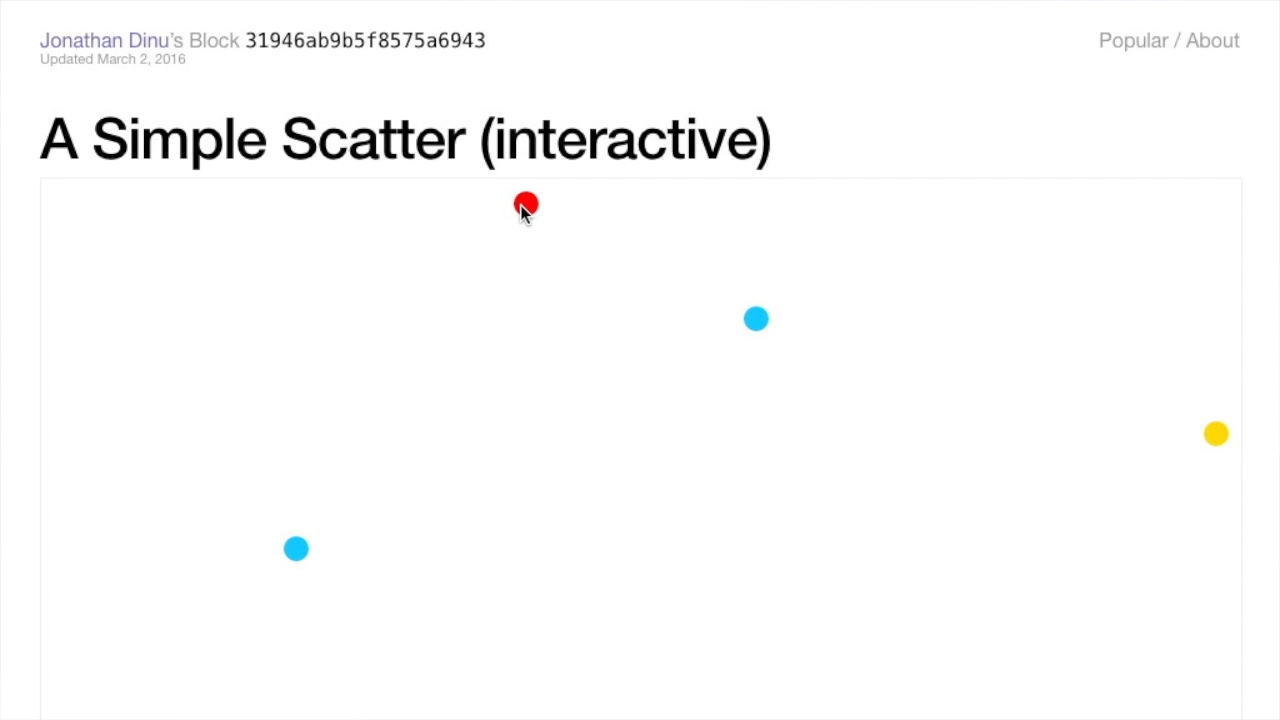 Jonathan Dinu’s Block 31946ab9b5f8575a6943
Popular / About
Updated March 2, 2016
A Simple Scatter (interactive)